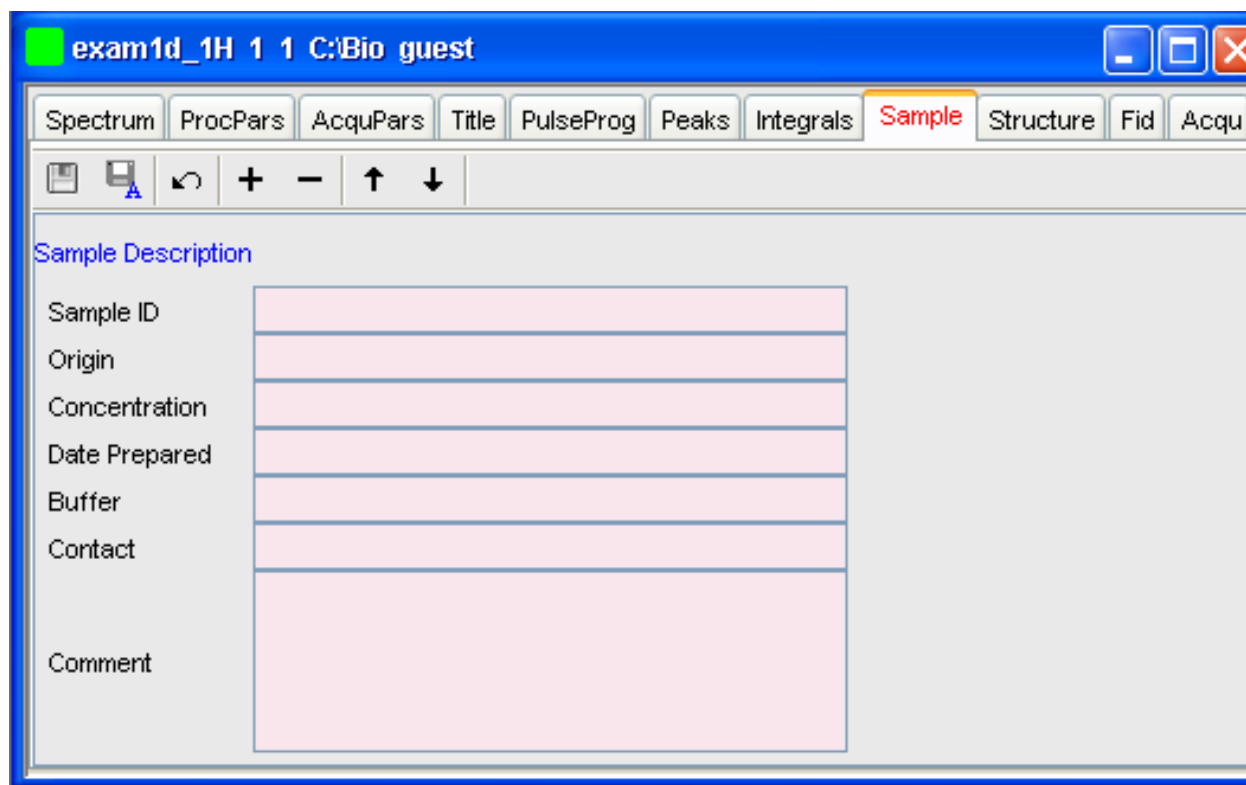 exam1d_1H 1 1 C:\Bio guest
Spectrum ProcPars AcquPars Title PulseProg Peaks Integrals Sample Structure Fid Acqu
A
Sample Description
Sample ID
Origin
Concentration
Date Prepared
Buffer
Contact
Comment